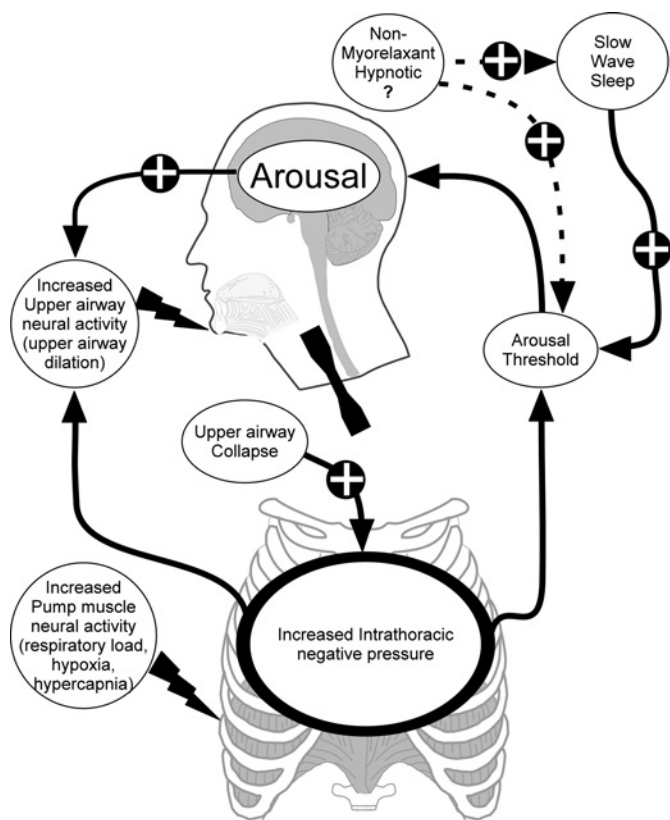 Non-
Myorelaxant
Hypnotic
?
Slow
Wave
Sleep
Arousal
Increased
Upper airway
neural activity
(upper airway
dilation)
Arousal
Threshold
Upper airway
Collapse
Increased
Pump muscle
neural activity
(respiratory load,
hypoxia,
hypercapnia)
Increased Intrathoracic
negative pressure